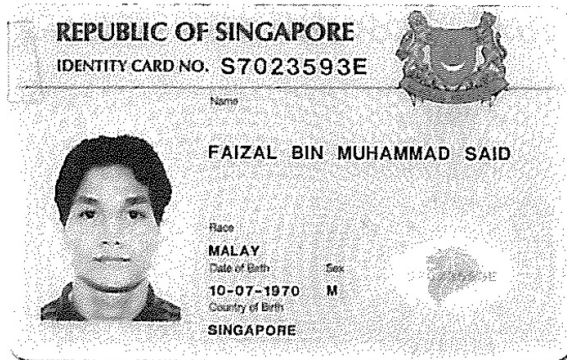 REPUBLIC OF SINGAPORE
IDENTITY CARD NO. S7023593E
Name
FAIZAL BIN MUHAMMAD SAID
Race
MALAY
Date of Birth Sex
10-07-1970 M
Country of Birth
SINGAPORE